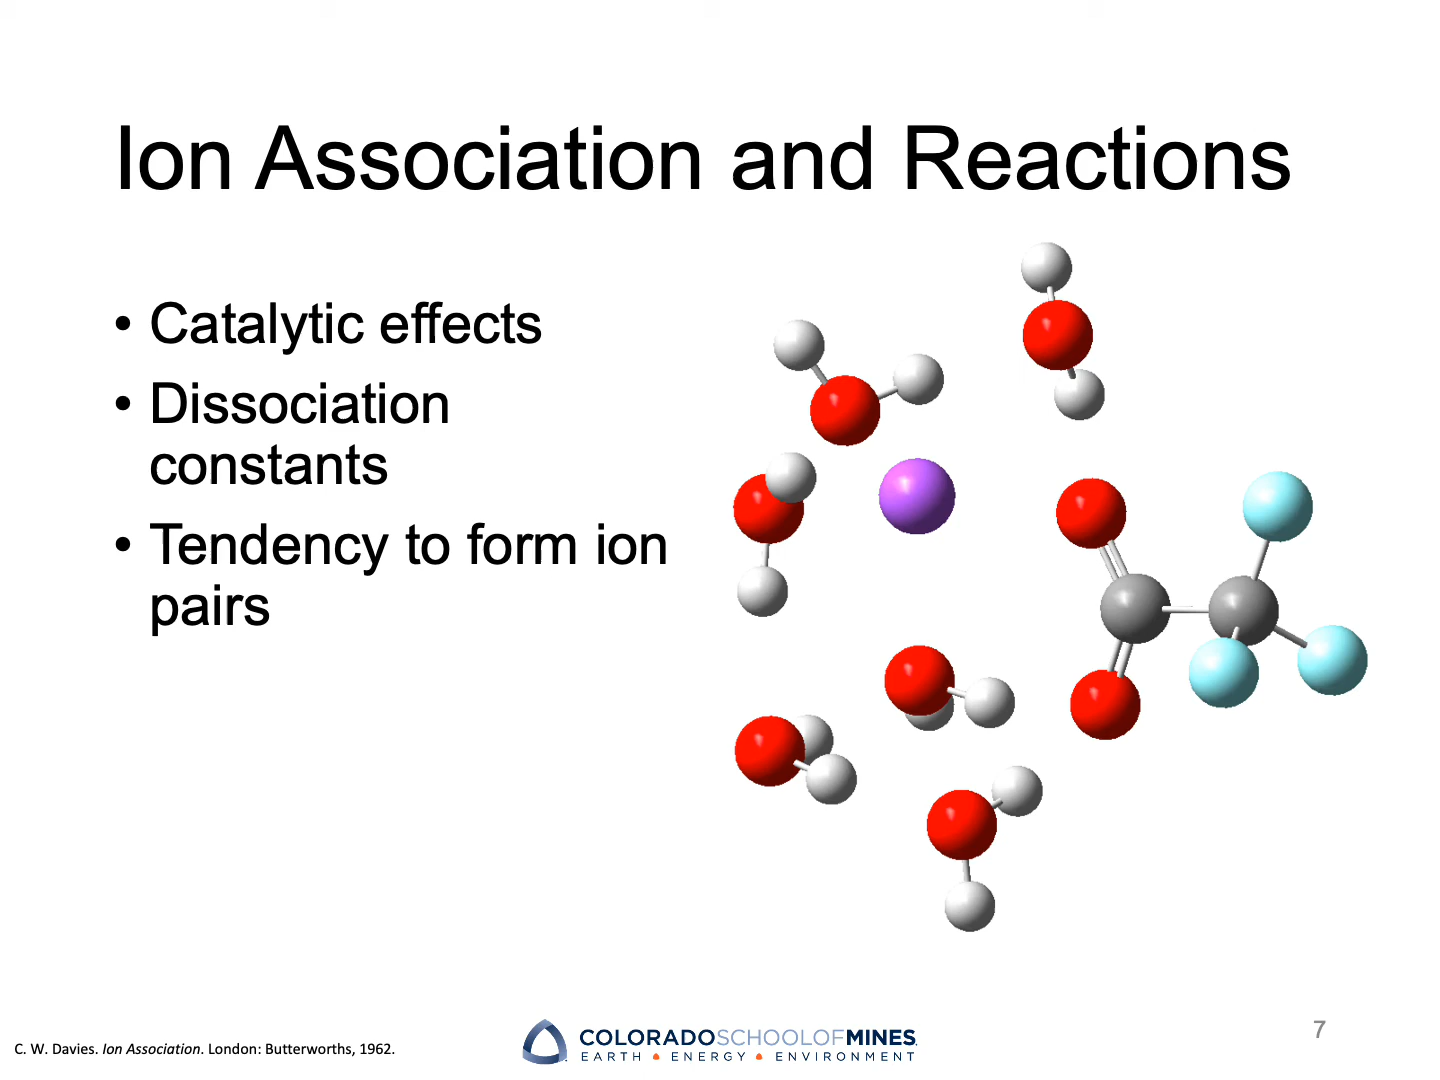 Ion Association and Reactions
• Catalytic effects
• Dissociation
constants
• Tendency to form ion
pairs
C. W. Davies. Ion Association. London: Butterworths, 1962.
COLORADOSCHOOLOFMINES
EARTH • ENERGY • ENVIRONMENT
7